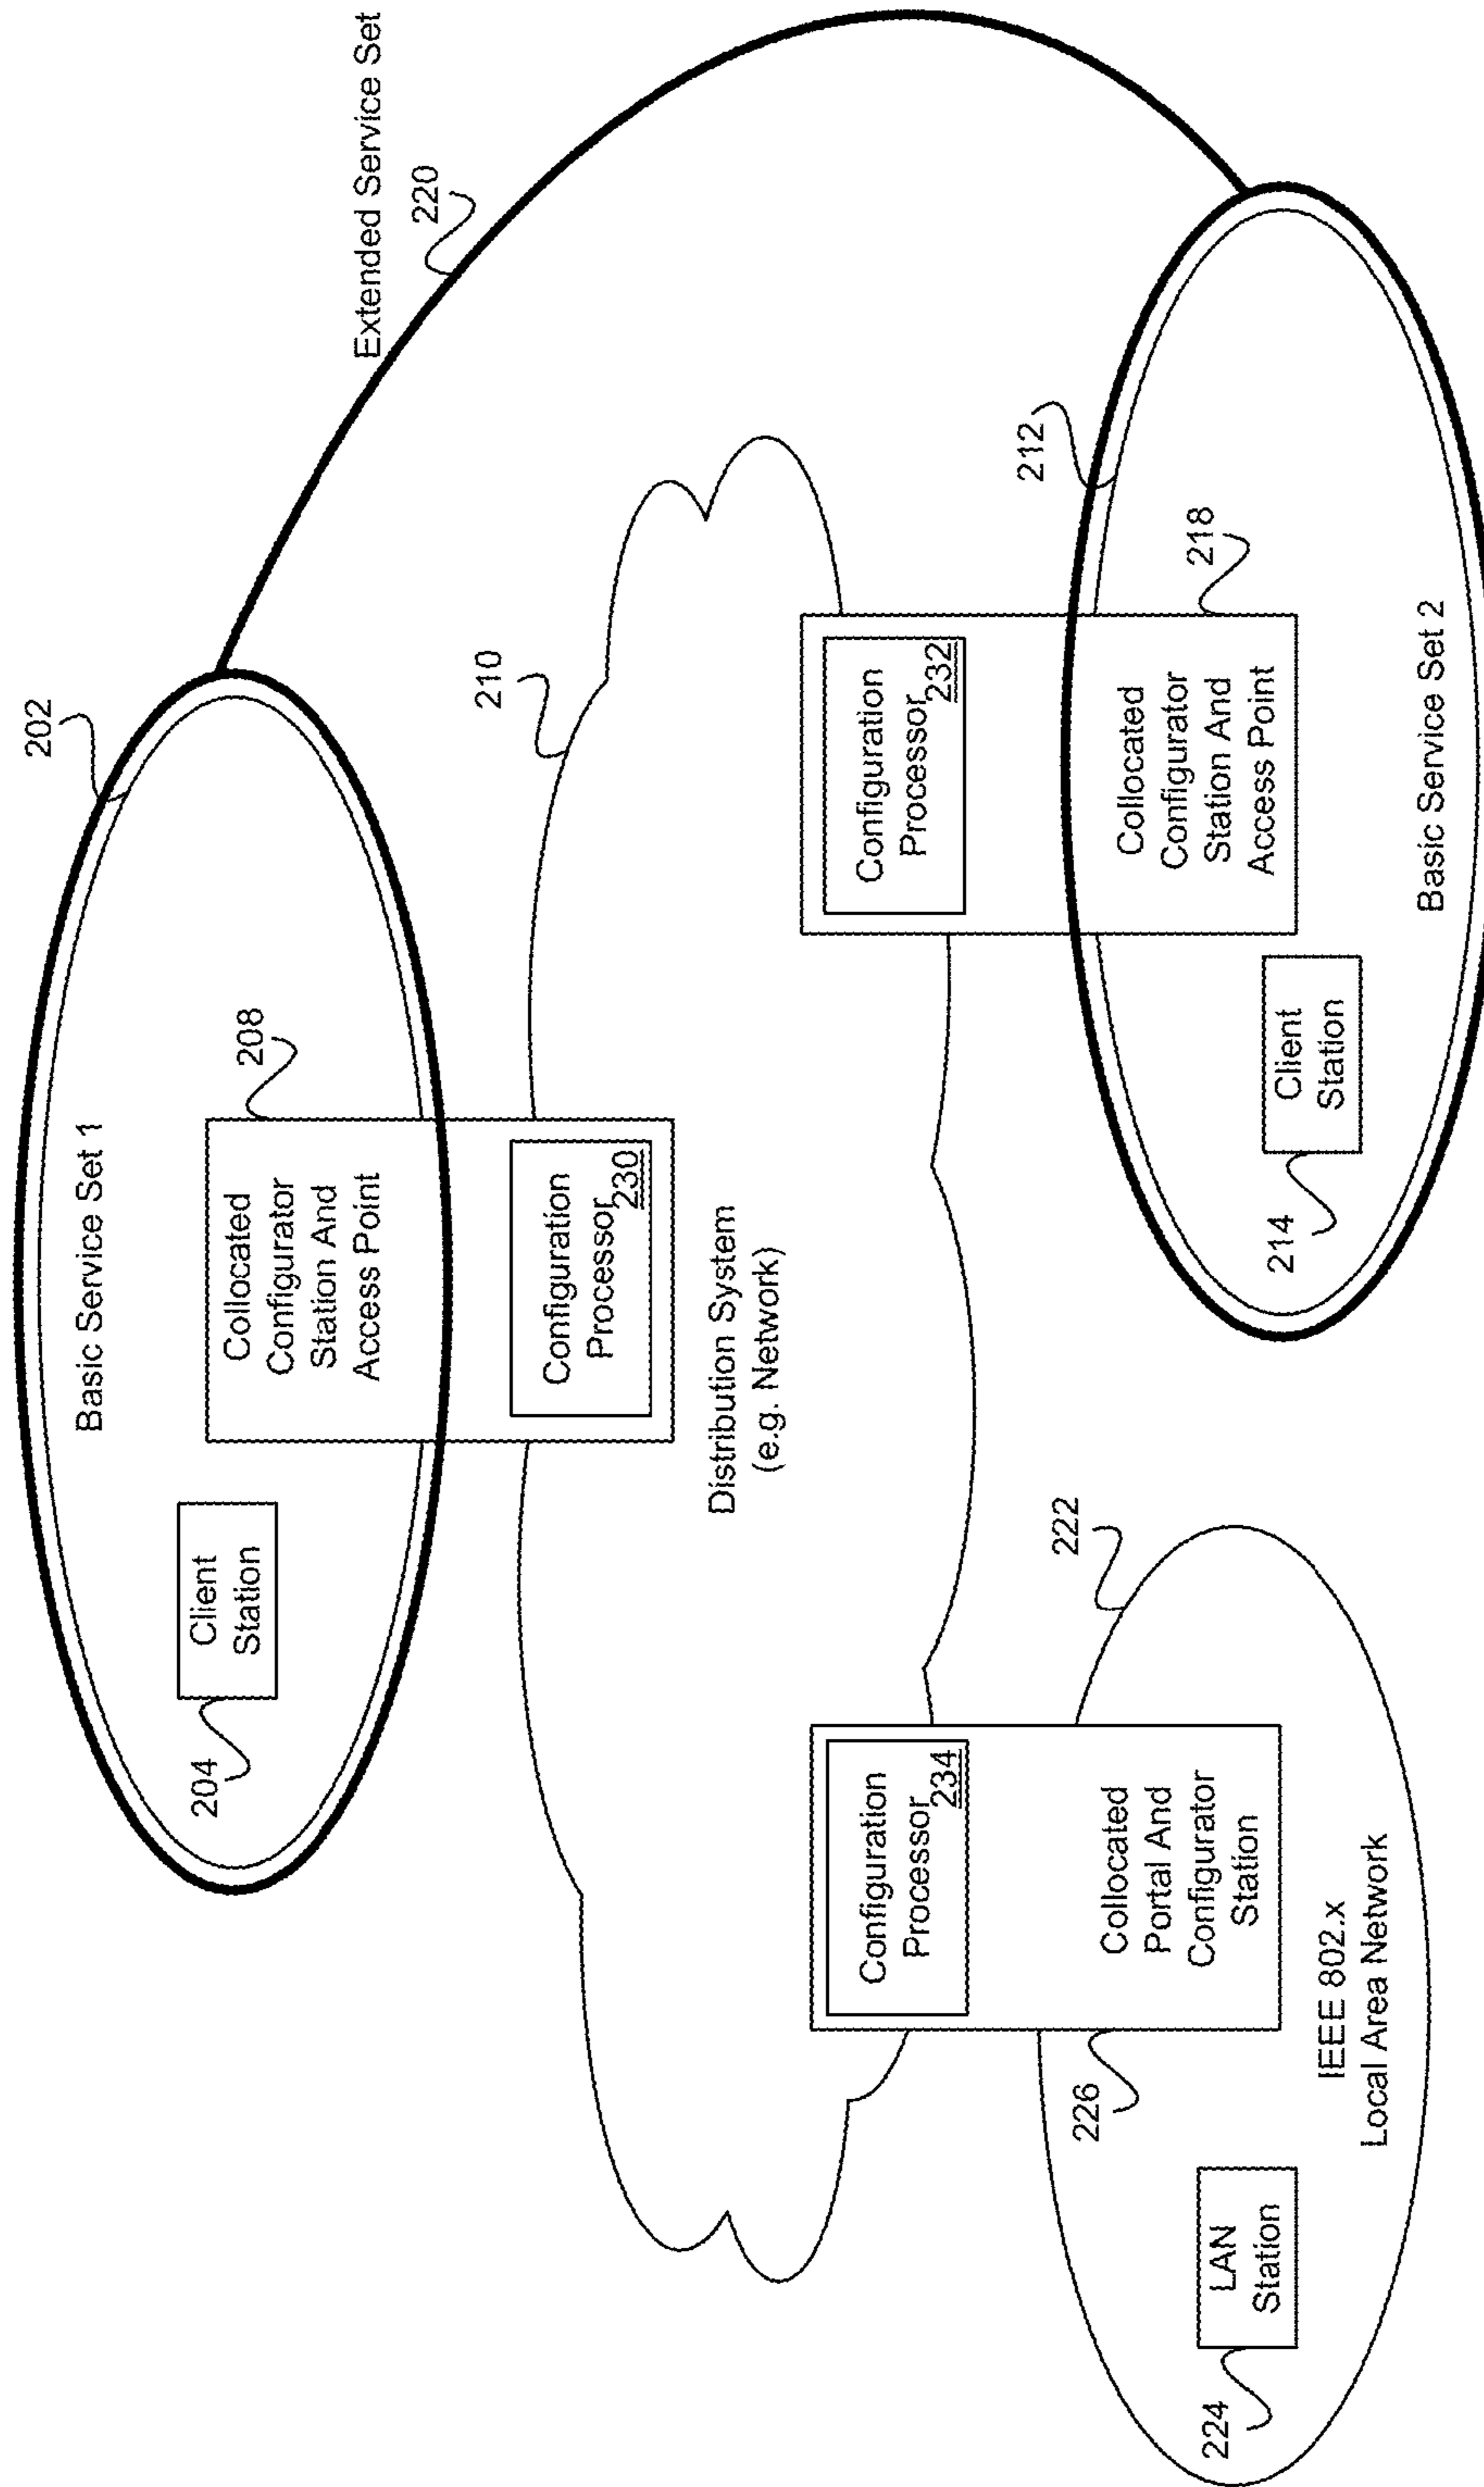 Extended Service Set
220
202
Basic Service Set 1
208
Collocated
Configurator
Station And
Access Point
Client
Station
204
Configuration
Processor
230
210
Distribution System
(e.g. Network)
Configuration
Processor
232
212
218
Collocated
Configurator
Station And
Access Point
Client
Station
214
Basic Service Set 2
222
Configuration
Processor
234
Collocated
Portal And
Configurator
Station
226
IEEE 802.x
Local Area Network
LAN
Station
224